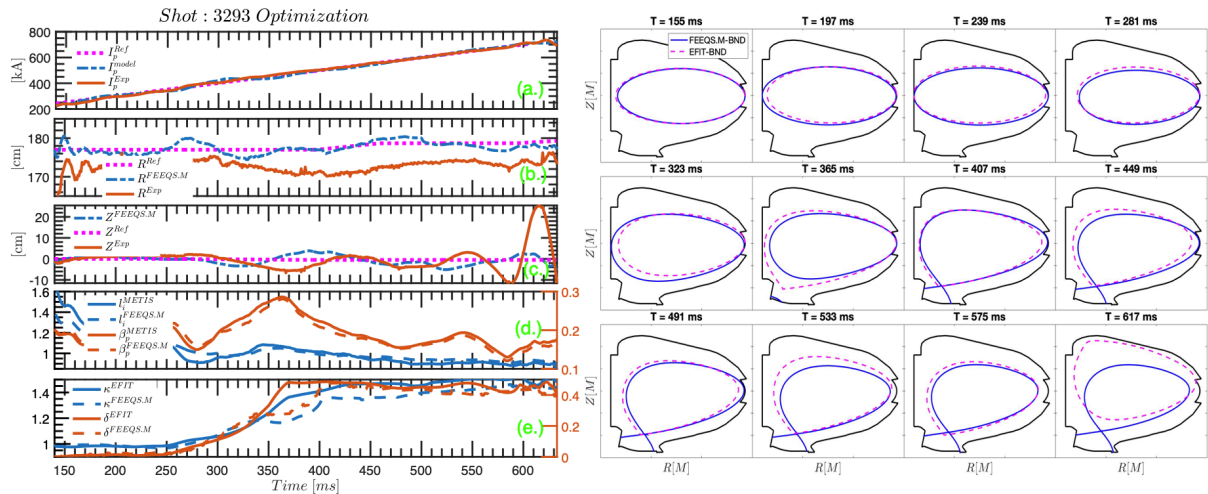 Shot : 3293 Optimization
800
600
400
200
[kA]
I_p^Ref
I_p^model
I_p^Exp
(a.)
180
170
[cm]
R^Ref
R^FEEQS.M
R^Exp
(b.)
20
10
0
-10
[cm]
Z^FEEQS.M
Z^Ref
Z^Exp
(c.)
1.6
1.4
1.2
1
l_i^METIS
l_i^FEEQS.M
β_p^METIS
β_p^FEEQS.M
0.3
0.2
0.1
(d.)
1.4
1.2
1
κ^EFIT
κ^FEEQS.M
δ^EFIT
δ^FEEQS.M
0.4
0.2
0
(e.)
150 200 250 300 350 400 450 500 550 600
Time [ms]
T = 155 ms T = 197 ms T = 239 ms T = 281 ms
FEEQS.M-BND
EFIT-BND
Z[M]
T = 323 ms T = 365 ms T = 407 ms T = 449 ms
Z[M]
T = 491 ms T = 533 ms T = 575 ms T = 617 ms
Z[M]
R[M] R[M] R[M] R[M]